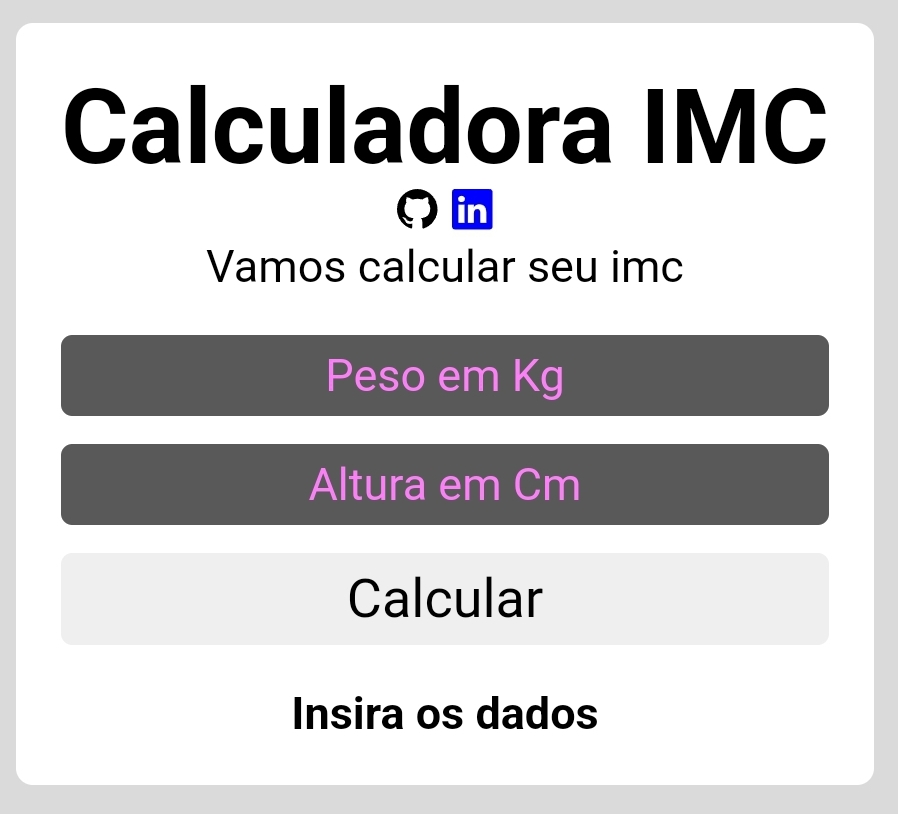 Calculadora IMC
in
Vamos calcular seu imc
Peso em Kg
Altura em Cm
Calcular
Insira os dados